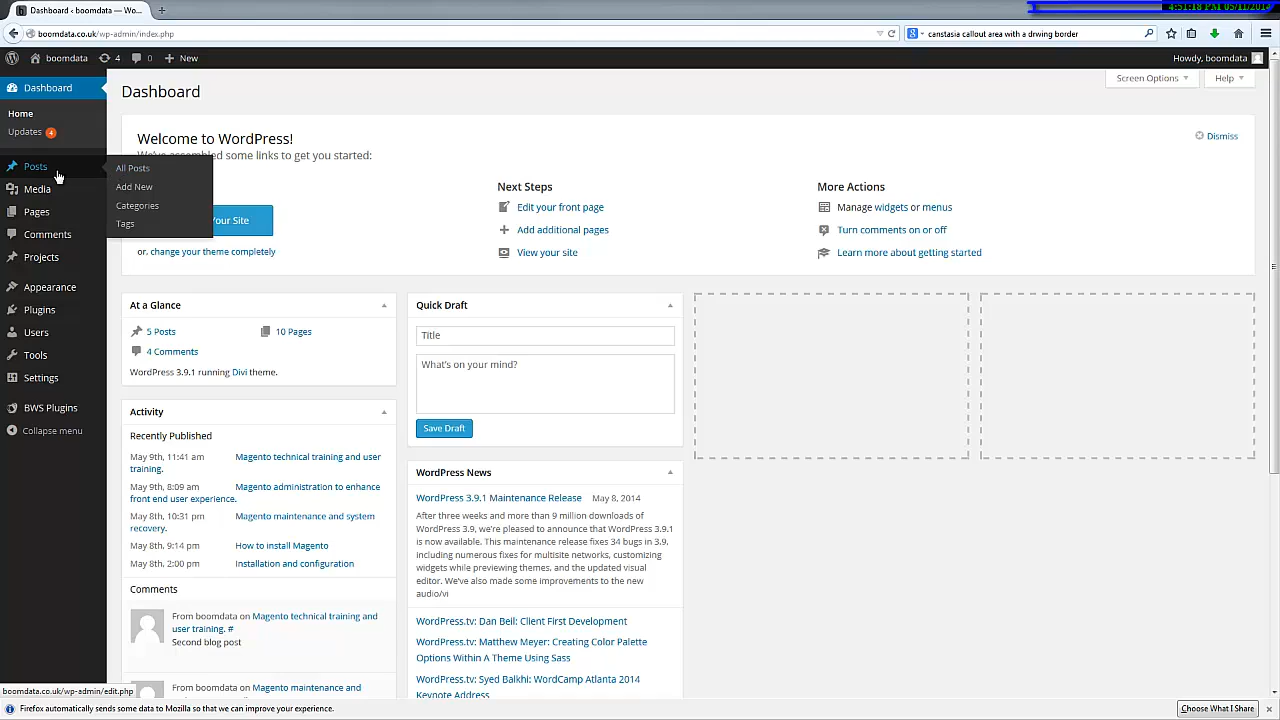 Dashboard ‹ boomdata — Wo...
4:51:18 PM 05/11/2014
boomdata.co.uk/wp-admin/index.php
canstasia callout area with a drwing border
boomdata 4 0 New
Howdy, boomdata
Dashboard
Home
Updates 4
Posts
Media
Pages
Comments
Projects
Appearance
Plugins
Users
Tools
Settings
BWS Plugins
Collapse menu
All Posts
Add New
Categories
Tags
Dashboard
Screen Options
Help
Welcome to WordPress!
We've assembled some links to get you started:
Dismiss
Your Site
or, change your theme completely
Next Steps
Edit your front page
Add additional pages
View your site
More Actions
Manage widgets or menus
Turn comments on or off
Learn more about getting started
At a Glance
5 Posts
10 Pages
4 Comments
WordPress 3.9.1 running Divi theme.
Activity
Recently Published
May 9th, 11:41 am Magento technical training and user
training.
May 9th, 8:09 am Magento administration to enhance
front end user experience.
May 8th, 10:31 pm Magento maintenance and system
recovery.
May 8th, 9:14 pm How to install Magento
May 8th, 2:00 pm Installation and configuration
Comments
From boomdata on Magento technical training and
user training. #
Second blog post
From boomdata on Magento maintenance and
Quick Draft
Title
What's on your mind?
Save Draft
WordPress News
WordPress 3.9.1 Maintenance Release May 8, 2014
After three weeks and more than 9 million downloads of
WordPress 3.9, we're pleased to announce that WordPress 3.9.1
is now available. This maintenance release fixes 34 bugs in 3.9,
including numerous fixes for multisite networks, customizing
widgets while previewing themes, and the updated visual
editor. We've also made some improvements to the new
audio/vi
WordPress.tv: Dan Beil: Client First Development
WordPress.tv: Matthew Meyer: Creating Color Palette
Options Within A Theme Using Sass
WordPress.tv: Syed Balkhi: WordCamp Atlanta 2014
Keynote Address
boomdata.co.uk/wp-admin/edit.php
Firefox automatically sends some data to Mozilla so that we can improve your experience.
Choose What I Share